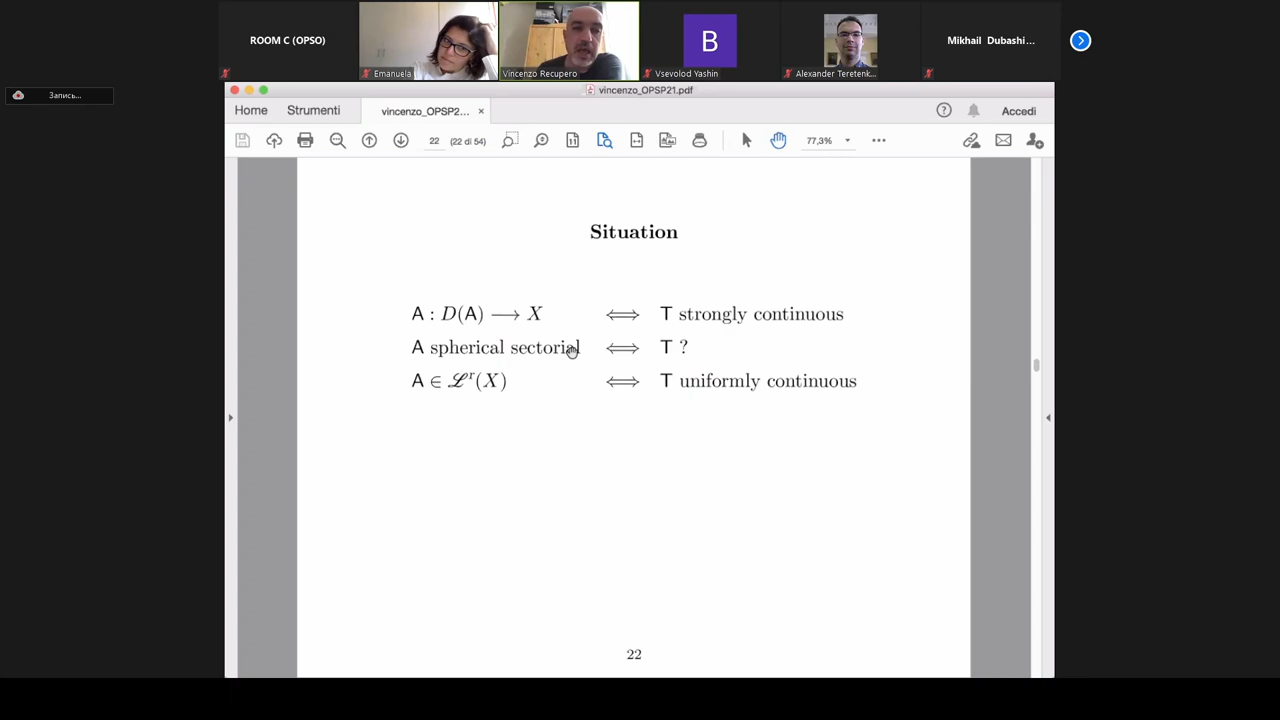 ROOM C (OPSO)
Emanuela
Vincenzo Recupero
B
Vsevolod Yashin
Alexander Teretenk...
Mikhail Dubashi...
Запись...
vincenzo_OPSP21.pdf
Home
Strumenti
vincenzo_OPSP2... ×
Accedi
22 (22 di 54)
77,3%
Situation
A : D(A) ⟶ X ⟺ T strongly continuous
A spherical sectorial ⟺ T ?
A ∈ ℒʳ(X) ⟺ T uniformly continuous
22